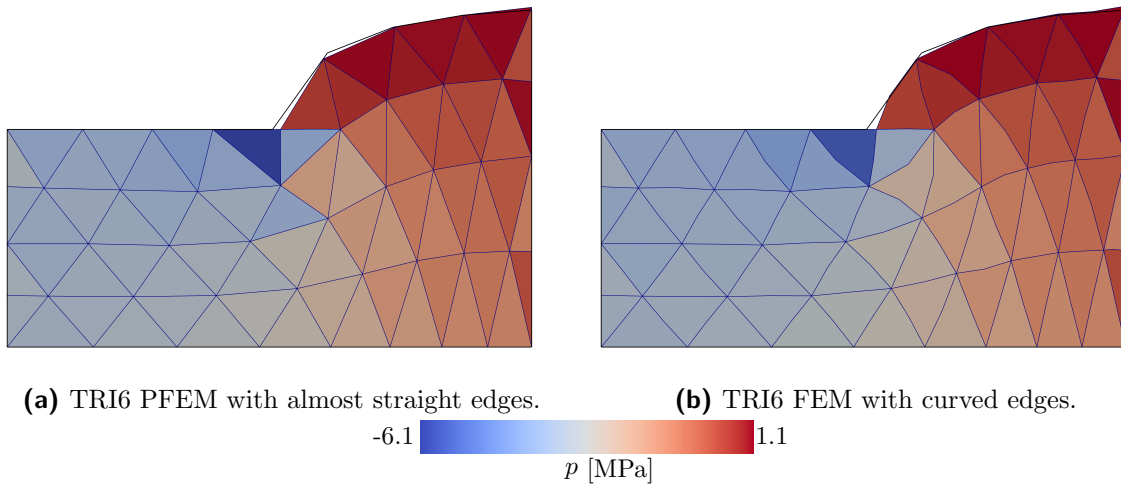 (a) TRI6 PFEM with almost straight edges.
(b) TRI6 FEM with curved edges.
-6.1 1.1
p [MPa]